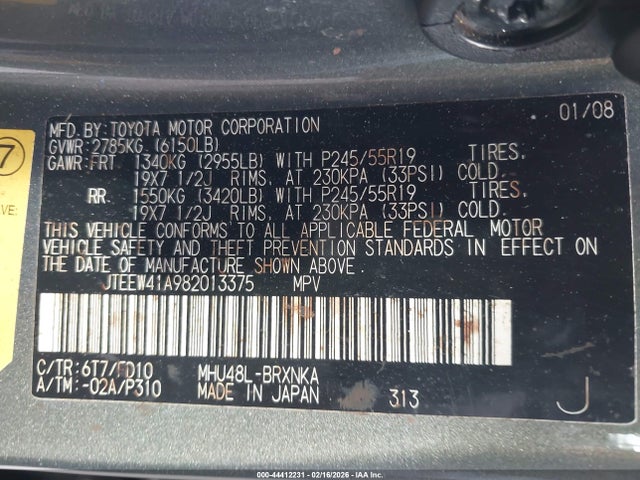 MFD.BY:TOYOTA MOTOR CORPORATION 01/08
GVWR:2785KG (6150LB)
GAWR:FRT 1340KG (2955LB) WITH P245/55R19 TIRES,
19X7 1/2J RIMS, AT 230KPA (33PSI) COLD.
RR 1550KG (3420LB) WITH P245/55R19 TIRES,
19X7 1/2J RIMS, AT 230KPA (33PSI) COLD.
THIS VEHICLE CONFORMS TO ALL APPLICABLE FEDERAL MOTOR
VEHICLE SAFETY AND THEFT PREVENTION STANDARDS IN EFFECT ON
THE DATE OF MANUFACTURE SHOWN ABOVE.
JTEEW41A982013375 MPV
C/TR:6T7/FD10 MHU48L-BRXNKA
A/TM:-02A/P310 MADE IN JAPAN 313 J
7
VE:
000-44412231 - 02/16/2026 - IAA Inc.